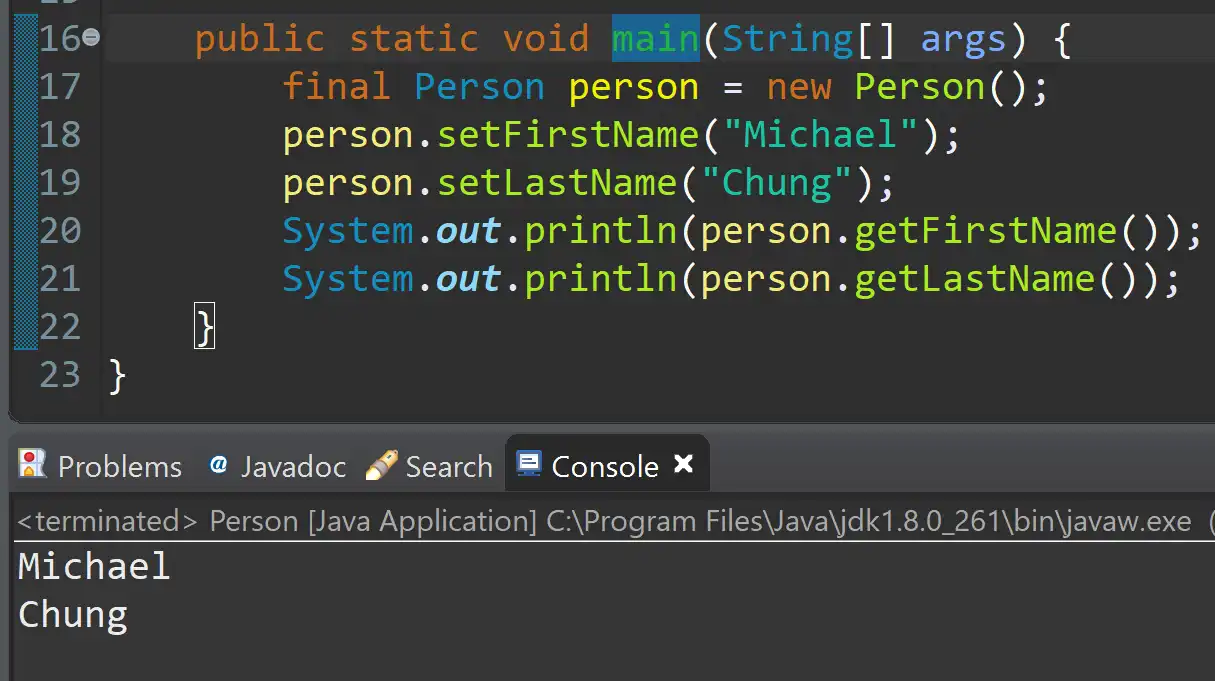 16 public static void main(String[] args) {
17 final Person person = new Person();
18 person.setFirstName("Michael");
19 person.setLastName("Chung");
20 System.out.println(person.getFirstName());
21 System.out.println(person.getLastName());
22 }
23 }
Problems @ Javadoc Search Console
<terminated> Person [Java Application] C:\Program Files\Java\jdk1.8.0_261\bin\javaw.exe (
Michael
Chung